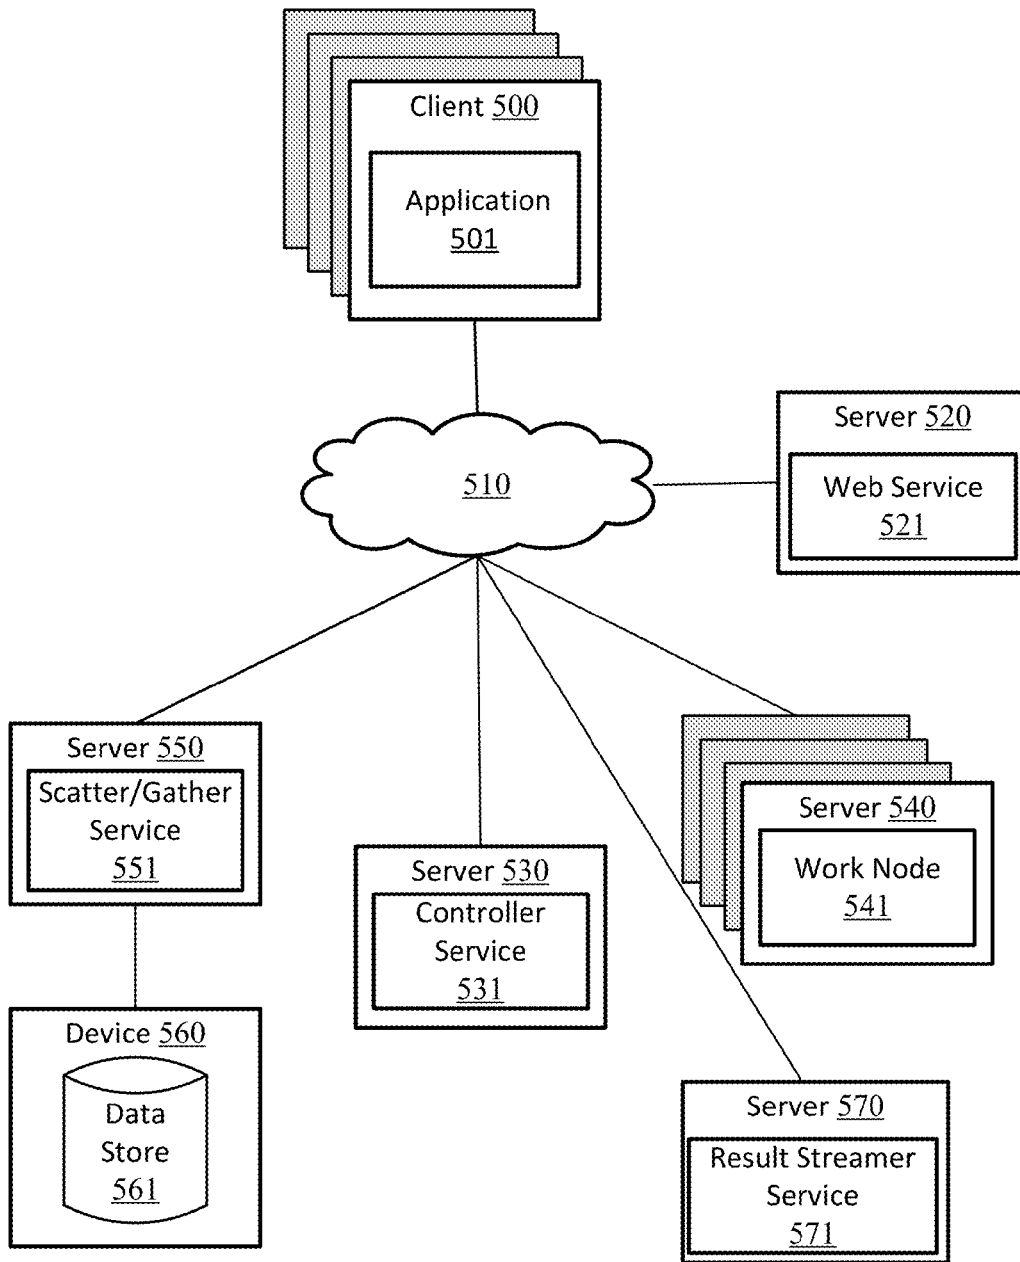 Client 500
Application
501
510
Server 520
Web Service
521
Server 550
Scatter/Gather
Service
551
Server 530
Controller
Service
531
Server 540
Work Node
541
Device 560
Data
Store
561
Server 570
Result Streamer
Service
571